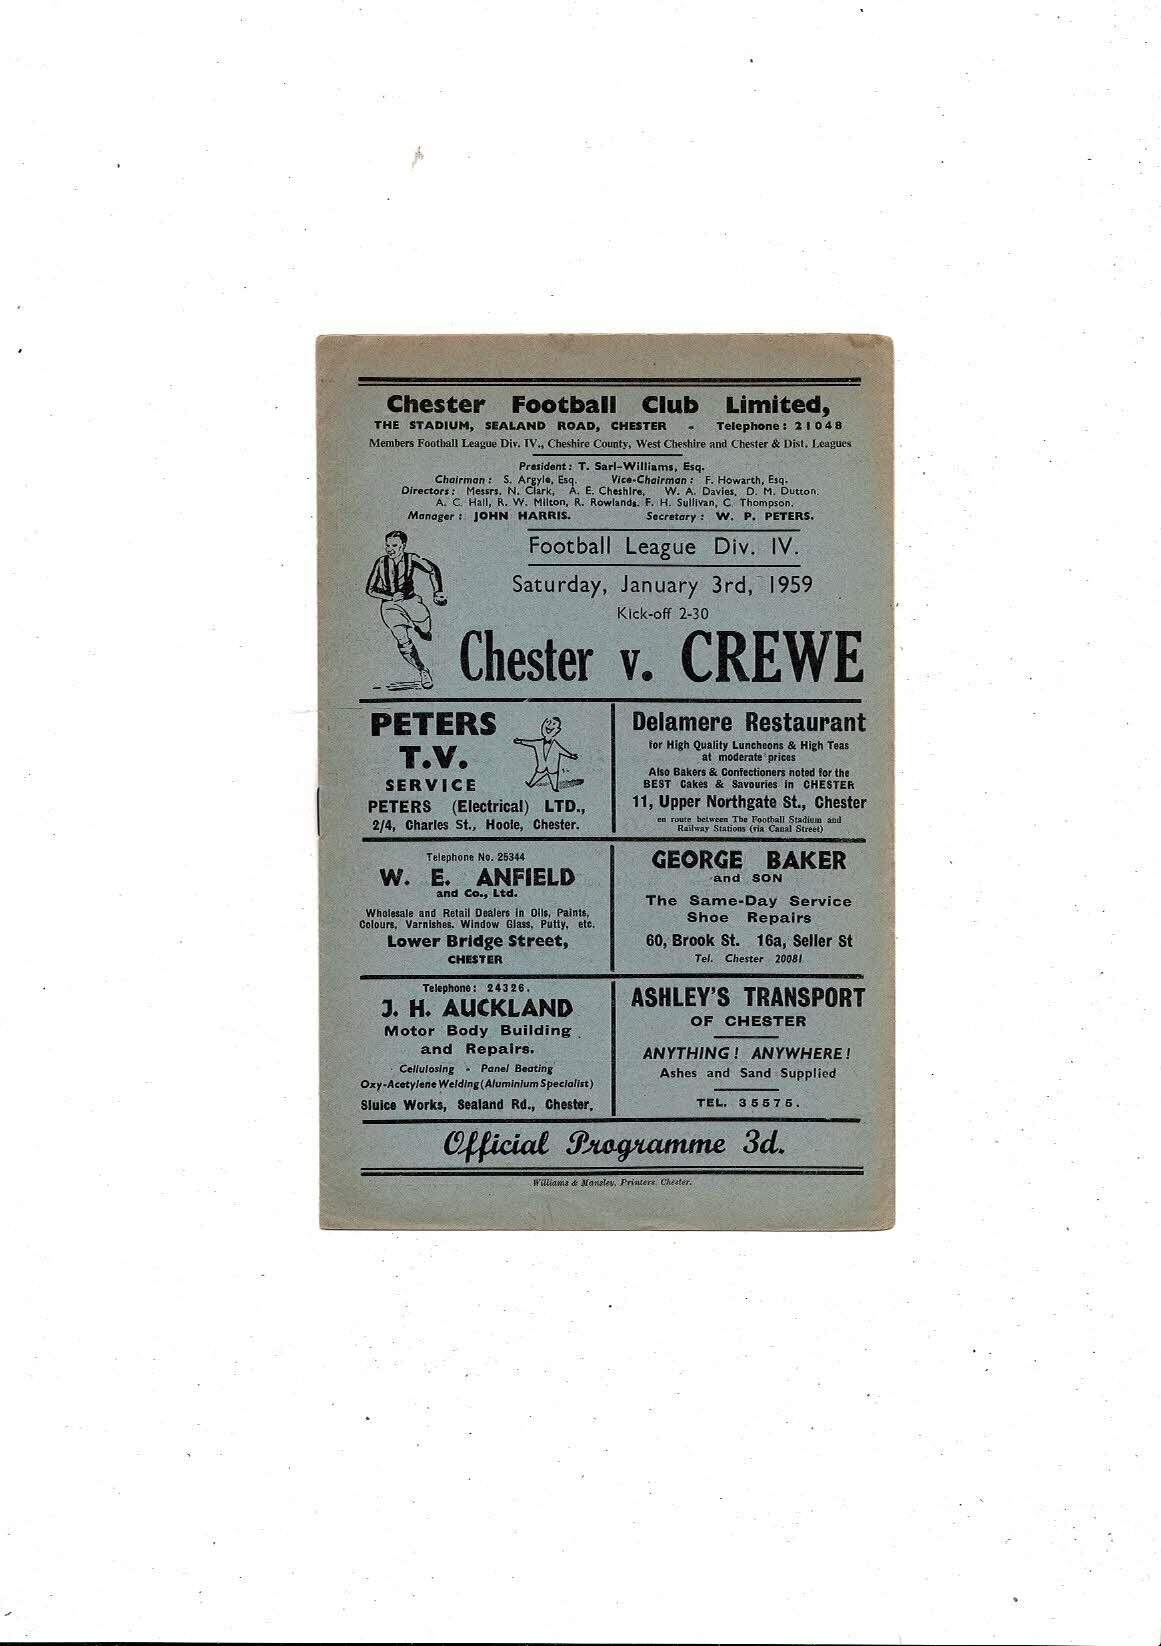 Chester Football Club Limited,
THE STADIUM, SEALAND ROAD, CHESTER - Telephone: 21048
Members Football League Div. IV., Cheshire County, West Cheshire and Chester & Dist. Leagues
President: T. Sarl-Williams, Esq.
Chairman: S. Argyle, Esq. Vice-Chairman: F. Howarth, Esq.
Directors: Messrs. N. Clark, A. E. Cheshire, W. A. Davies, D. M. Dutton,
A. C. Hall, R. W. Milton, R. Rowlands, F. H. Sullivan, C. Thompson.
Manager: JOHN HARRIS. Secretary: W. P. PETERS.
Football League Div. IV.
Saturday, January 3rd, 1959
Kick-off 2-30
Chester v. CREWE
PETERS
T.V.
SERVICE
PETERS (Electrical) LTD.,
2/4, Charles St., Hoole, Chester.
Delamere Restaurant
for High Quality Luncheons & High Teas
at moderate prices
Also Bakers & Confectioners noted for the
BEST Cakes & Savouries in CHESTER
11, Upper Northgate St., Chester
en route between The Football Stadium and
Railway Stations (via Canal Street)
Telephone No. 25344
W. E. ANFIELD
and Co., Ltd.
Wholesale and Retail Dealers in Oils, Paints,
Colours, Varnishes. Window Glass, Putty, etc.
Lower Bridge Street,
CHESTER
GEORGE BAKER
and SON
The Same-Day Service
Shoe Repairs
60, Brook St. 16a, Seller St
Tel. Chester 20081
Telephone: 24326.
J. H. AUCKLAND
Motor Body Building
and Repairs.
Cellulosing - Panel Beating
Oxy-Acetylene Welding (Aluminium Specialist)
Sluice Works, Sealand Rd., Chester.
ASHLEY'S TRANSPORT
OF CHESTER
ANYTHING! ANYWHERE!
Ashes and Sand Supplied
TEL. 35575.
Official Programme 3d.
Williams & Mansley, Printers, Chester.